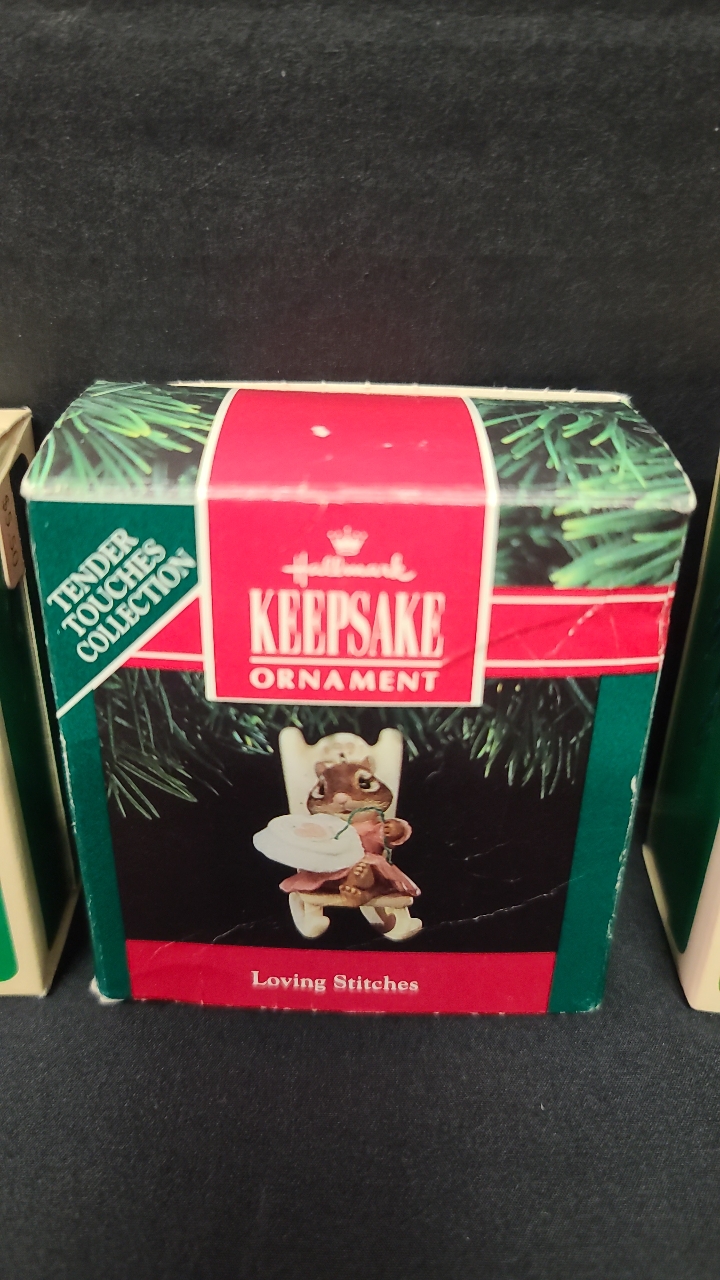 TENDER
TOUCHES
COLLECTION
Hallmark
KEEPSAKE
ORNAMENT
Loving Stitches